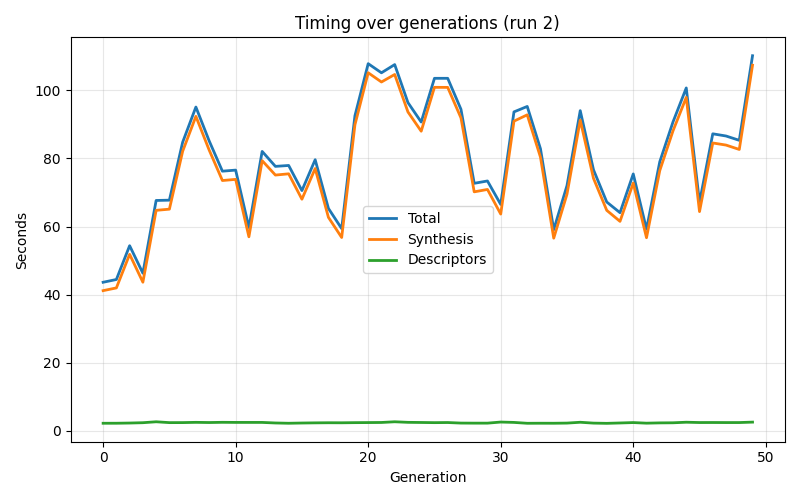 Timing over generations (run 2)
Seconds
100
80
60
40
20
0
Total
Synthesis
Descriptors
0 10 20 30 40 50
Generation